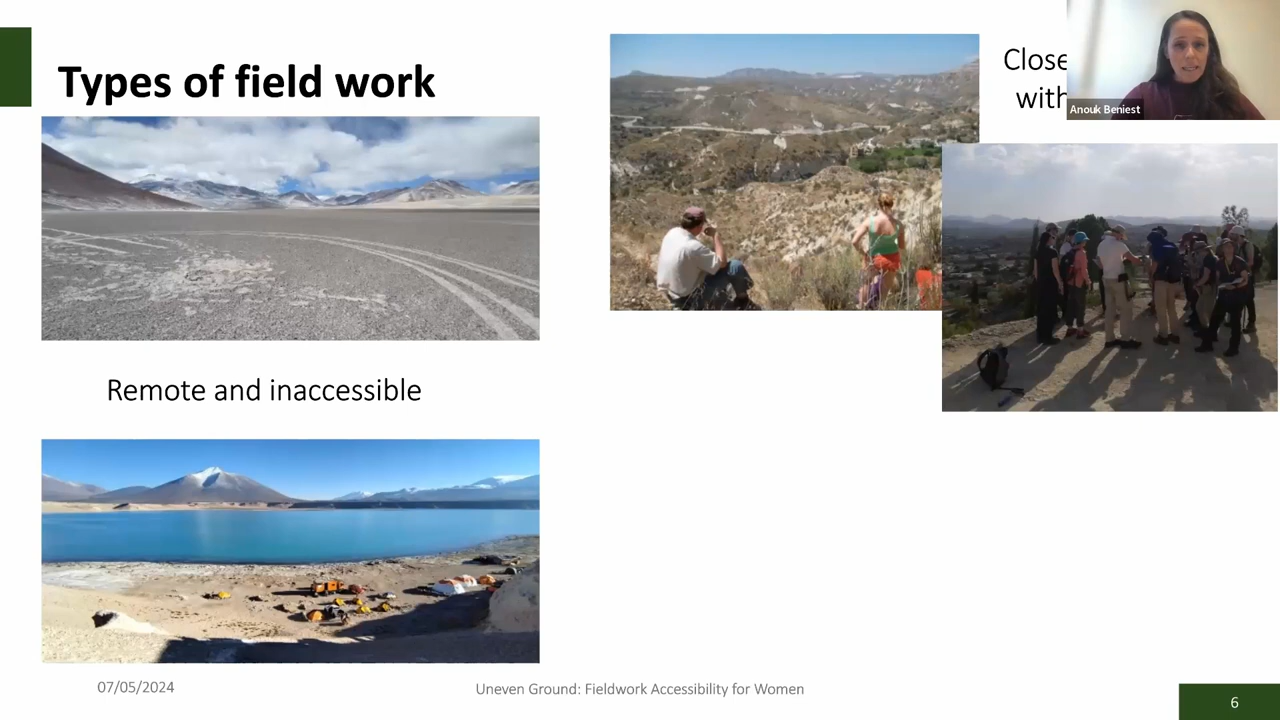 Types of field work
Close
with
Anouk Beniest
Remote and inaccessible
07/05/2024
Uneven Ground: Fieldwork Accessibility for Women
6